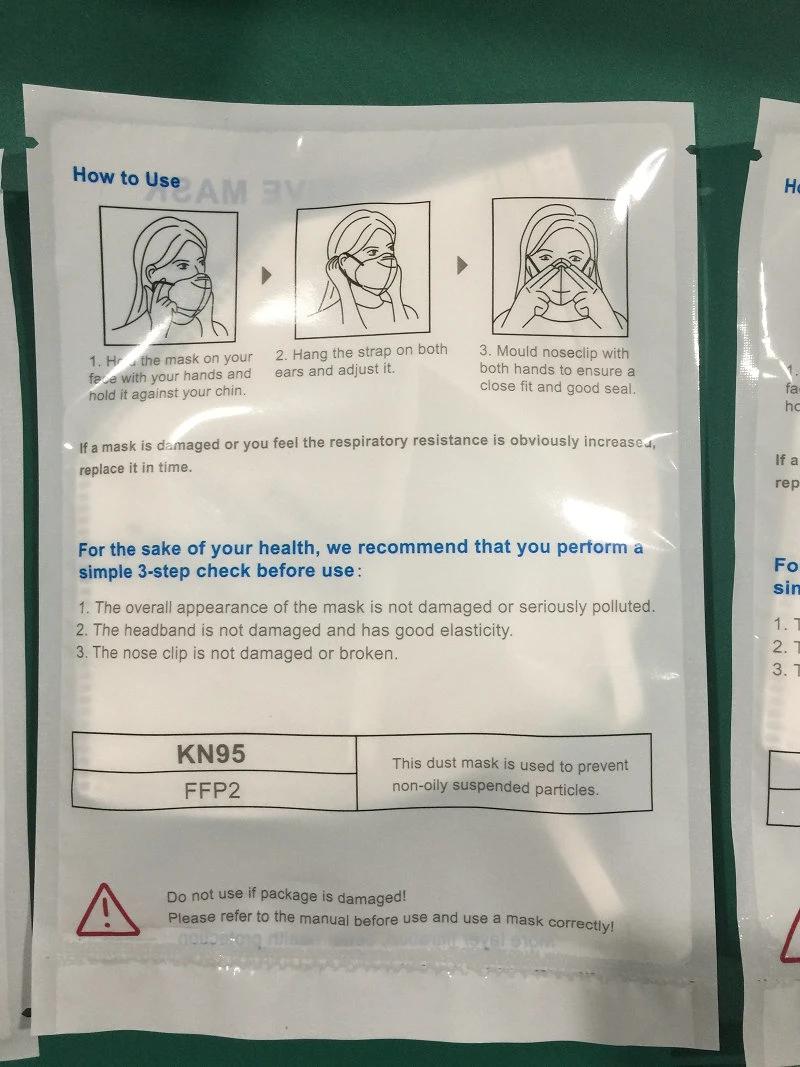 How to Use
1. Hold the mask on your
face with your hands and
hold it against your chin.
2. Hang the strap on both
ears and adjust it.
3. Mould noseclip with
both hands to ensure a
close fit and good seal.
If a mask is damaged or you feel the respiratory resistance is obviously increased,
replace it in time.
For the sake of your health, we recommend that you perform a
simple 3-step check before use:
1. The overall appearance of the mask is not damaged or seriously polluted.
2. The headband is not damaged and has good elasticity.
3. The nose clip is not damaged or broken.
KN95
FFP2
This dust mask is used to prevent
non-oily suspended particles.
Do not use if package is damaged!
Please refer to the manual before use and use a mask correctly!
If a
1.
2.
3.